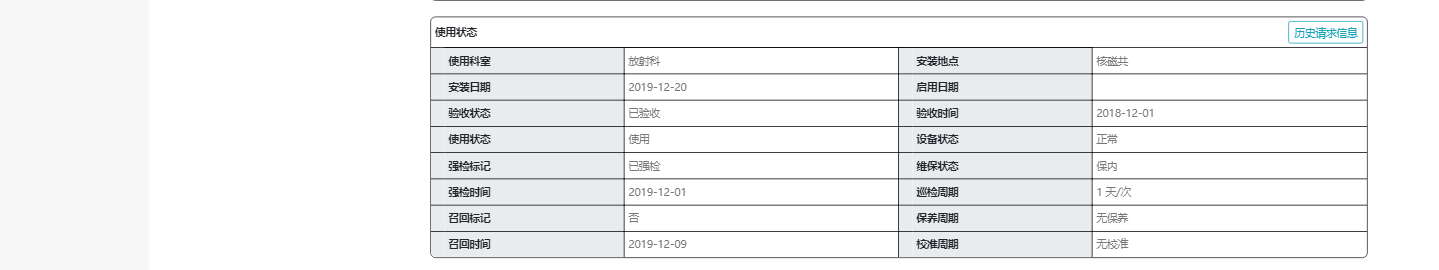 使用状态 历史请求信息
使用科室 放射科 安装地点 核磁共
安装日期 2019-12-20 启用日期
验收状态 已验收 验收时间 2018-12-01
使用状态 使用 设备状态 正常
强检标记 已强检 维保状态 保内
强检时间 2019-12-01 巡检周期 1 天/次
召回标记 否 保养周期 无保养
召回时间 2019-12-09 校准周期 无校准